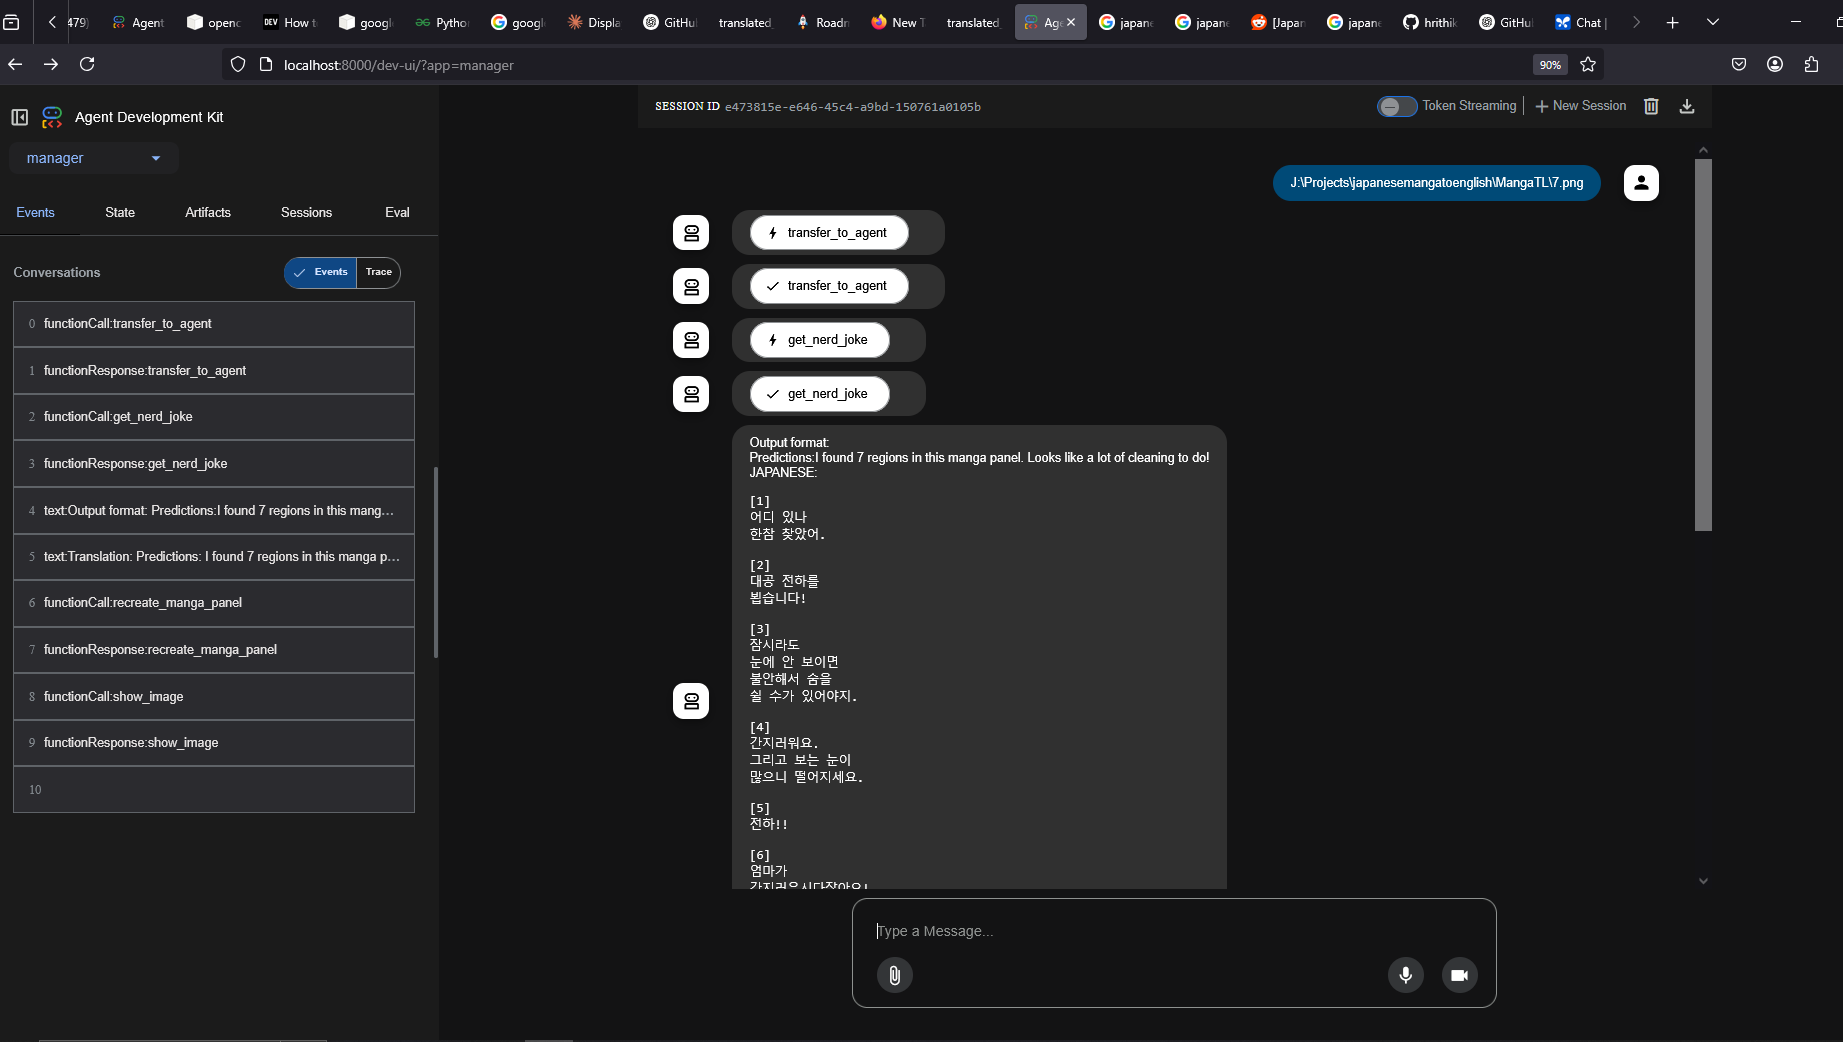 479)
Agent
openc
DEV
How t
googl
Pytho
googl
Displa
GitHu
translated_
Roadn
New T
translated_
Age
japane
japane
[Japan
japane
hrithik
GitHu
Chat |
localhost:8000/dev-ui/?app=manager
90%
Agent Development Kit
manager
Events
State
Artifacts
Sessions
Eval
Conversations
Events
Trace
0 functionCall:transfer_to_agent
1 functionResponse:transfer_to_agent
2 functionCall:get_nerd_joke
3 functionResponse:get_nerd_joke
4 text:Output format: Predictions:I found 7 regions in this mang...
5 text:Translation: Predictions: I found 7 regions in this manga p...
6 functionCall:recreate_manga_panel
7 functionResponse:recreate_manga_panel
8 functionCall:show_image
9 functionResponse:show_image
10
SESSION ID e473815e-e646-45c4-a9bd-150761a0105b
Token Streaming
New Session
J:\Projects\japanesemangatoenglish\MangaTL\7.png
transfer_to_agent
transfer_to_agent
get_nerd_joke
get_nerd_joke
Output format:
Predictions:I found 7 regions in this manga panel. Looks like a lot of cleaning to do!
JAPANESE:
[1]
어디 있나
한참 찾았어.
[2]
대공 전하를
뵙습니다!
[3]
잠시라도
눈에 안 보이면
불안해서 숨을
쉴 수가 있어야지.
[4]
간지러워요.
그리고 보는 눈이
많으니 떨어지세요.
[5]
전하!!
[6]
엄마가
Type a Message...